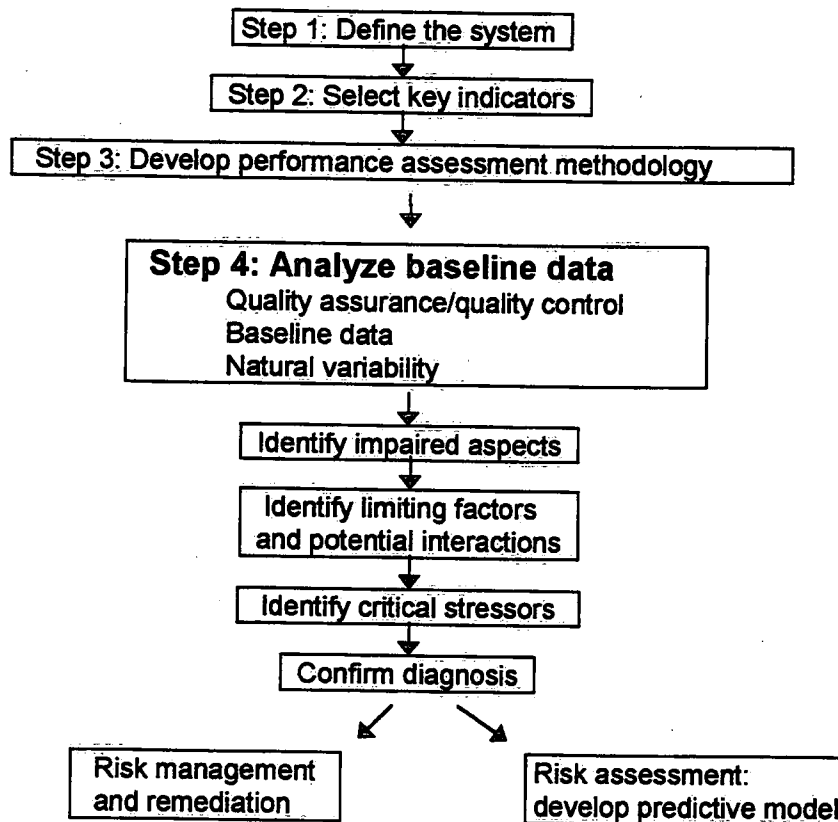 Step 1: Define the system
Step 2: Select key indicators
Step 3: Develop performance assessment methodology
Step 4: Analyze baseline data
Quality assurance/quality control
Baseline data
Natural variability
Identify impaired aspects
Identify limiting factors
and potential interactions
Identify critical stressors
Confirm diagnosis
Risk management
and remediation
Risk assessment:
develop predictive model